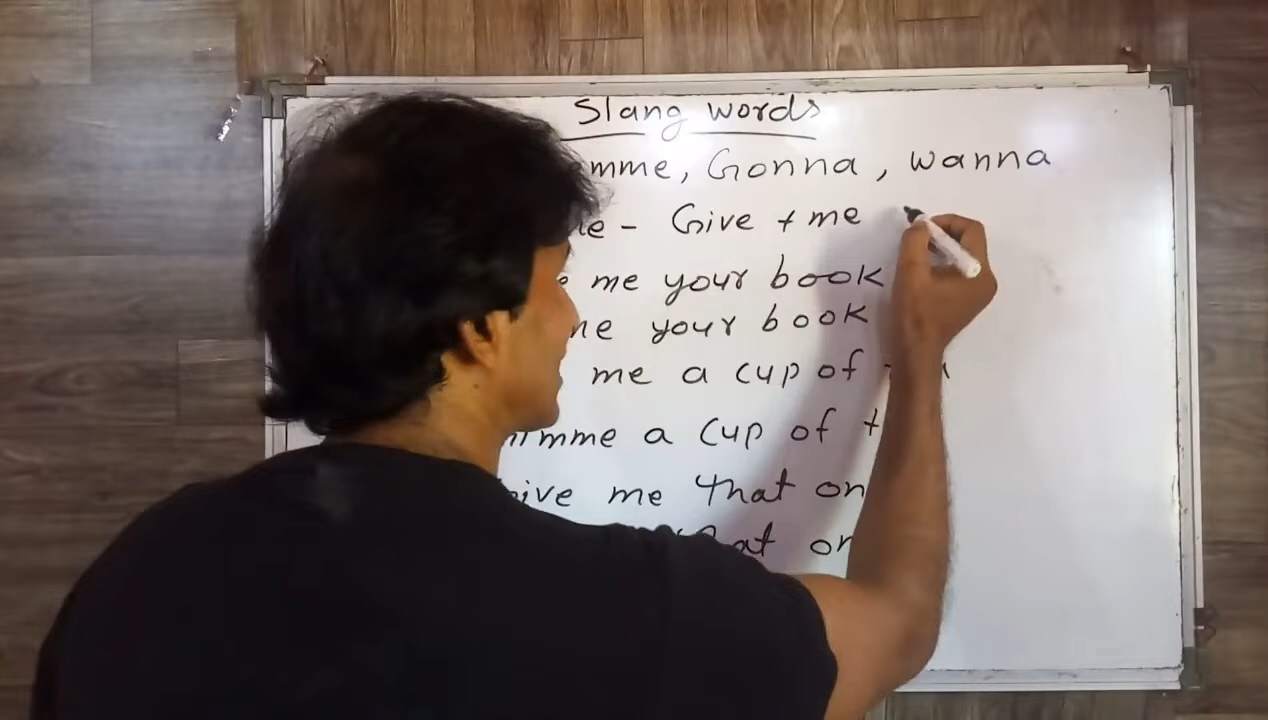 Slang words
mme, Gonna, wanna
e - Give + me
me your book
me your book
me a cup of
imme a cup of t
ive me that on
at on